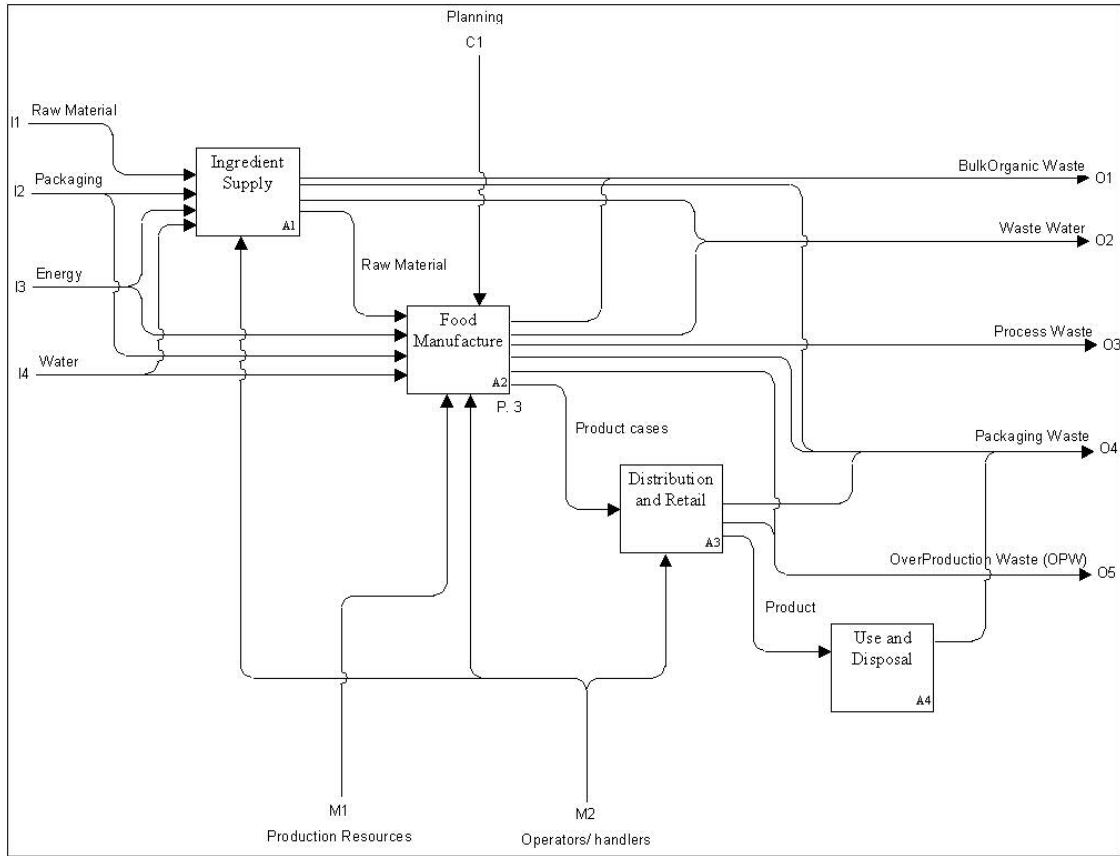 Planning
C1
Raw Material
I1
Ingredient
Supply
A1
Packaging
I2
BulkOrganic Waste
O1
Waste Water
O2
Energy
I3
Raw Material
Food
Manufacture
A2
P. 3
Process Waste
O3
Water
I4
Product cases
Packaging Waste
O4
Distribution
and Retail
A3
OverProduction Waste (OPW)
O5
Product
Use and
Disposal
A4
M1
Production Resources
M2
Operators/ handlers